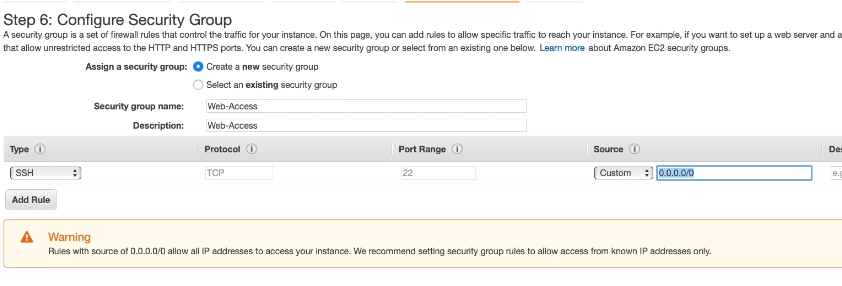 Step 6: Configure Security Group
A security group is a set of firewall rules that control the traffic for your instance. On this page, you can add rules to allow specific traffic to reach your instance. For example, if you want to set up a web server and a
that allow unrestricted access to the HTTP and HTTPS ports. You can create a new security group or select from an existing one below. Learn more about Amazon EC2 security groups.
Assign a security group: Create a new security group
Select an existing security group
Security group name: Web-Access
Description: Web-Access
Type i Protocol i Port Range i Source i Des
SSH TCP 22 Custom 0.0.0.0/0 e.g
Add Rule
Warning
Rules with source of 0.0.0.0/0 allow all IP addresses to access your instance. We recommend setting security group rules to allow access from known IP addresses only.